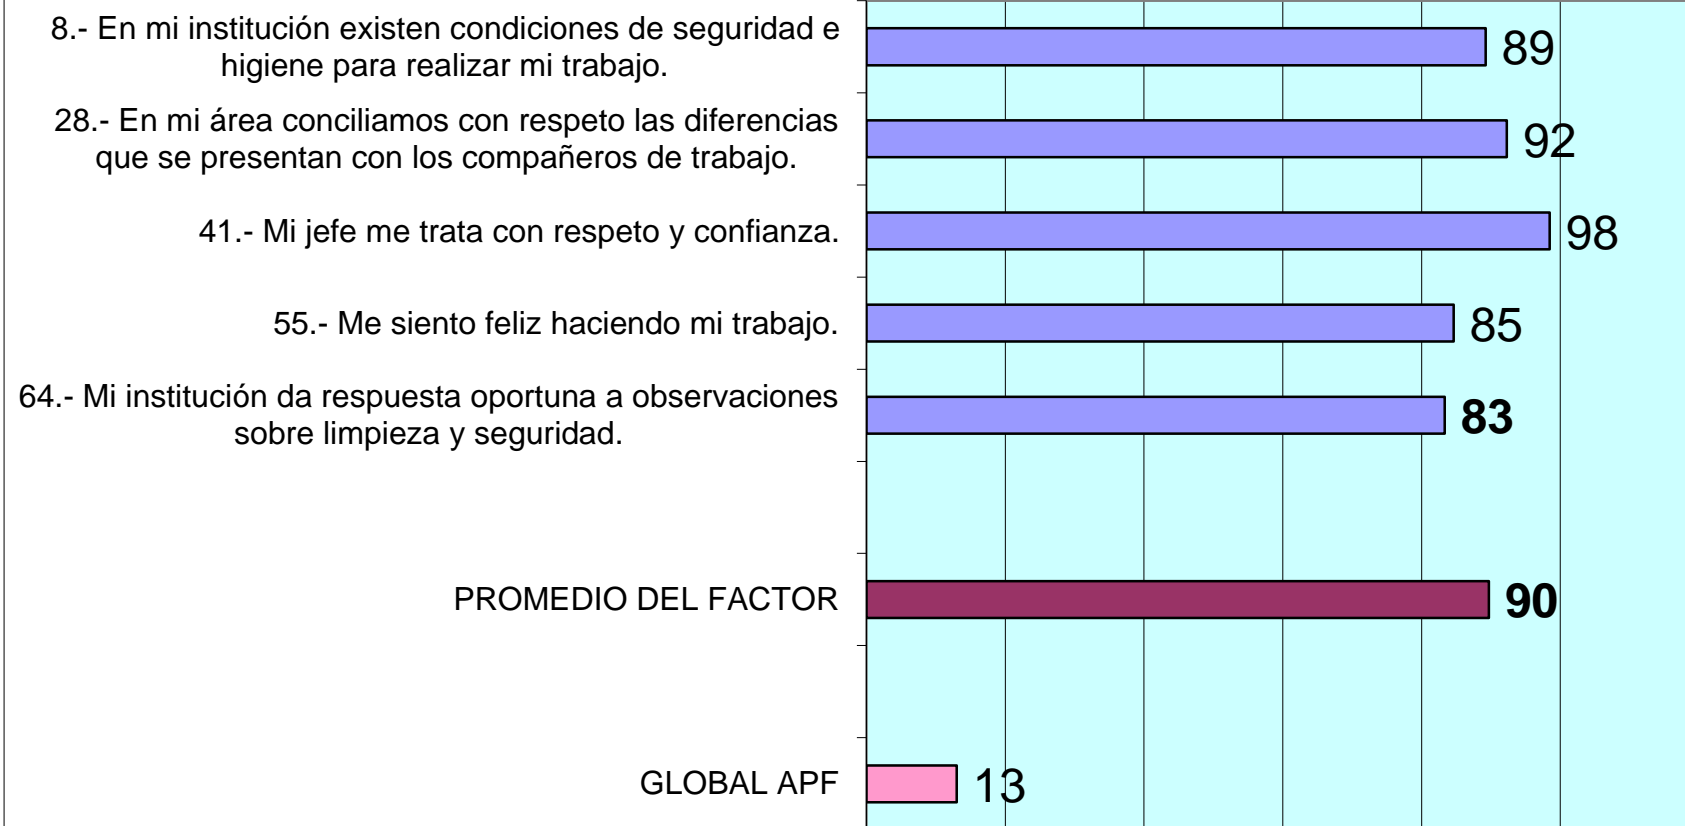 8.- En mi institución existen condiciones de seguridad e
higiene para realizar mi trabajo.
89
28.- En mi área conciliamos con respeto las diferencias
que se presentan con los compañeros de trabajo.
92
41.- Mi jefe me trata con respeto y confianza.
98
55.- Me siento feliz haciendo mi trabajo.
85
64.- Mi institución da respuesta oportuna a observaciones
sobre limpieza y seguridad.
83
PROMEDIO DEL FACTOR
90
GLOBAL APF
13